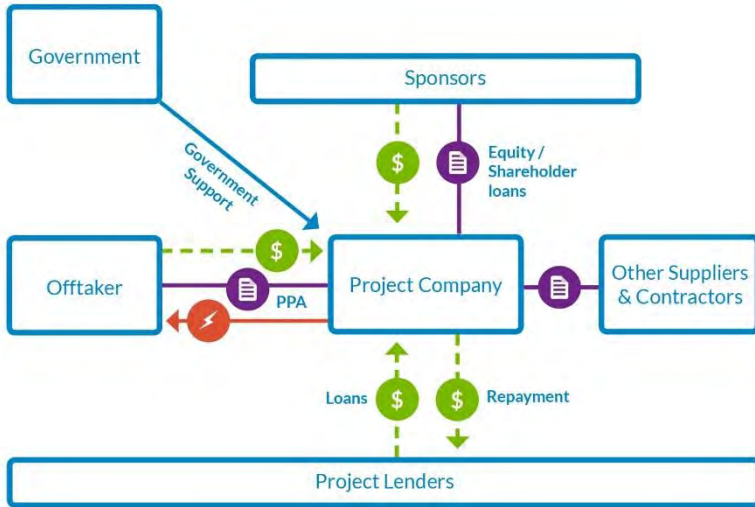 Government
Sponsors
Government
Support
$
Equity /
Shareholder
loans
$
Offtaker
PPA
Project Company
Other Suppliers
& Contractors
Loans
$
$
Repayment
Project Lenders